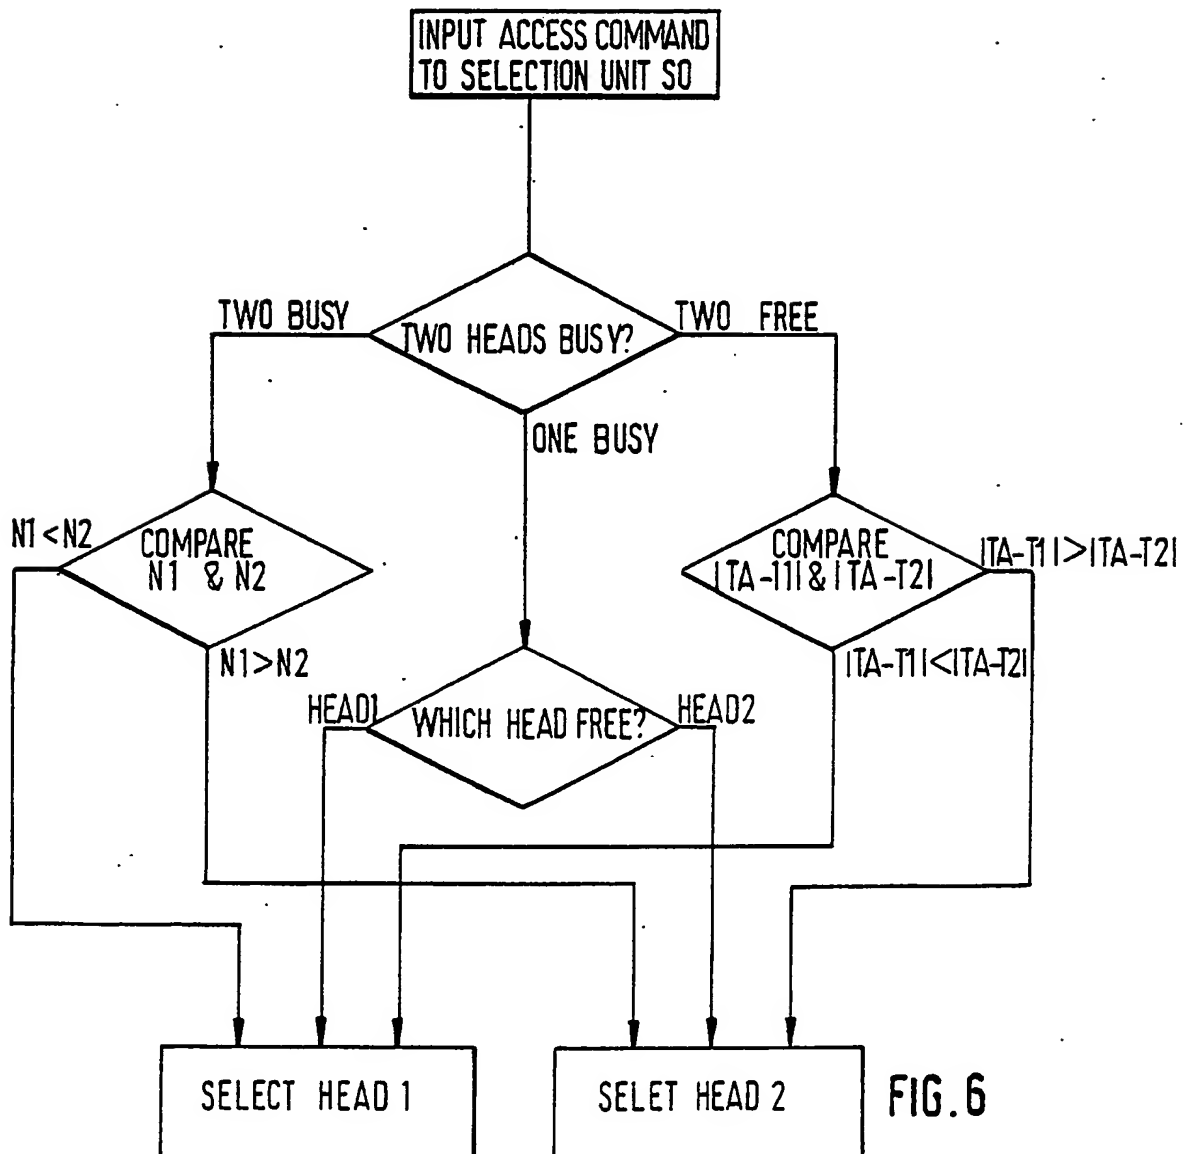 INPUT ACCESS COMMAND
TO SELECTION UNIT SO
TWO BUSY
TWO HEADS BUSY?
TWO FREE
ONE BUSY
N1<N2
COMPARE
N1 & N2
N1>N2
COMPARE
|TA-T1|&|TA-T2|
|TA-T1|>|TA-T2|
|TA-T1|<|TA-T2|
HEAD1
WHICH HEAD FREE?
HEAD2
SELECT HEAD 1
SELET HEAD 2
FIG. 6